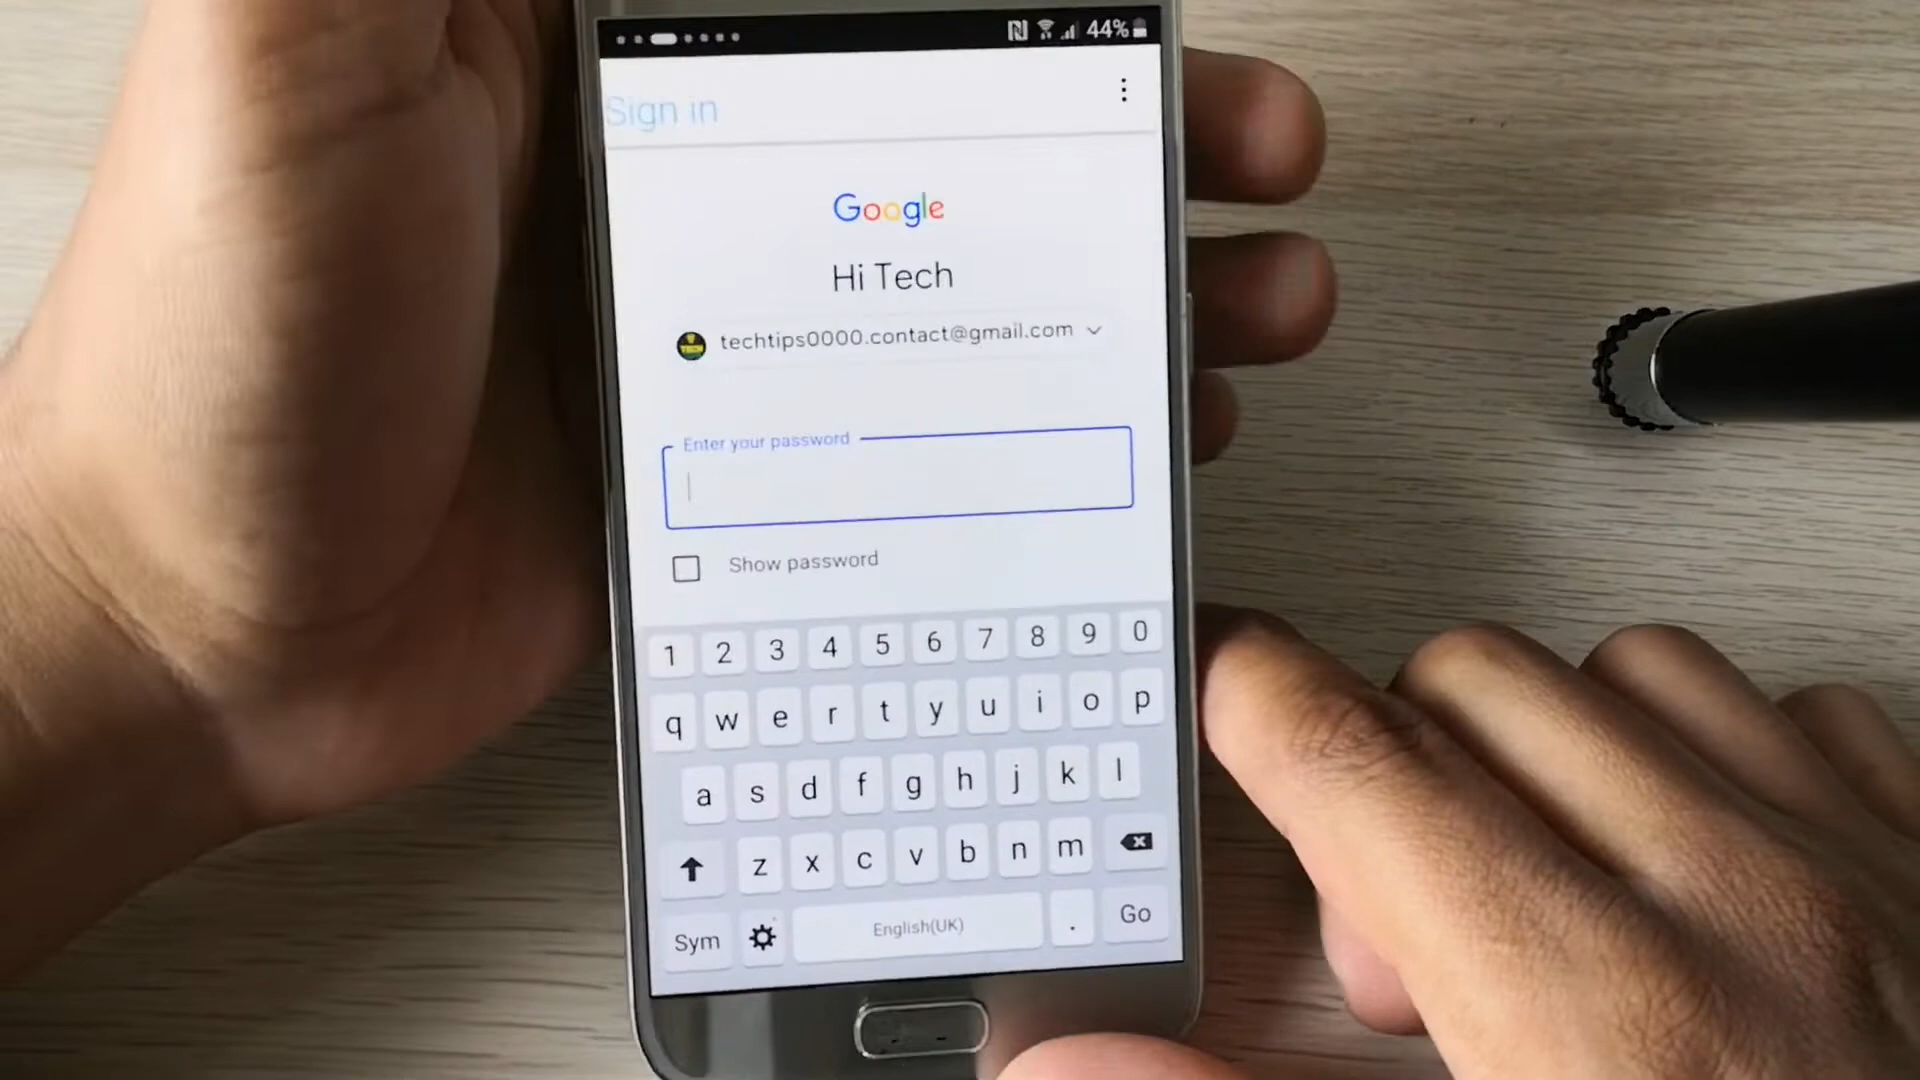 44%
Sign in
Google
Hi Tech
techtips0000.contact@gmail.com
Enter your password
Show password
1 2 3 4 5 6 7 8 9 0
q w e r t y u i o p
a s d f g h j k l
z x c v b n m
Sym English(UK) . Go